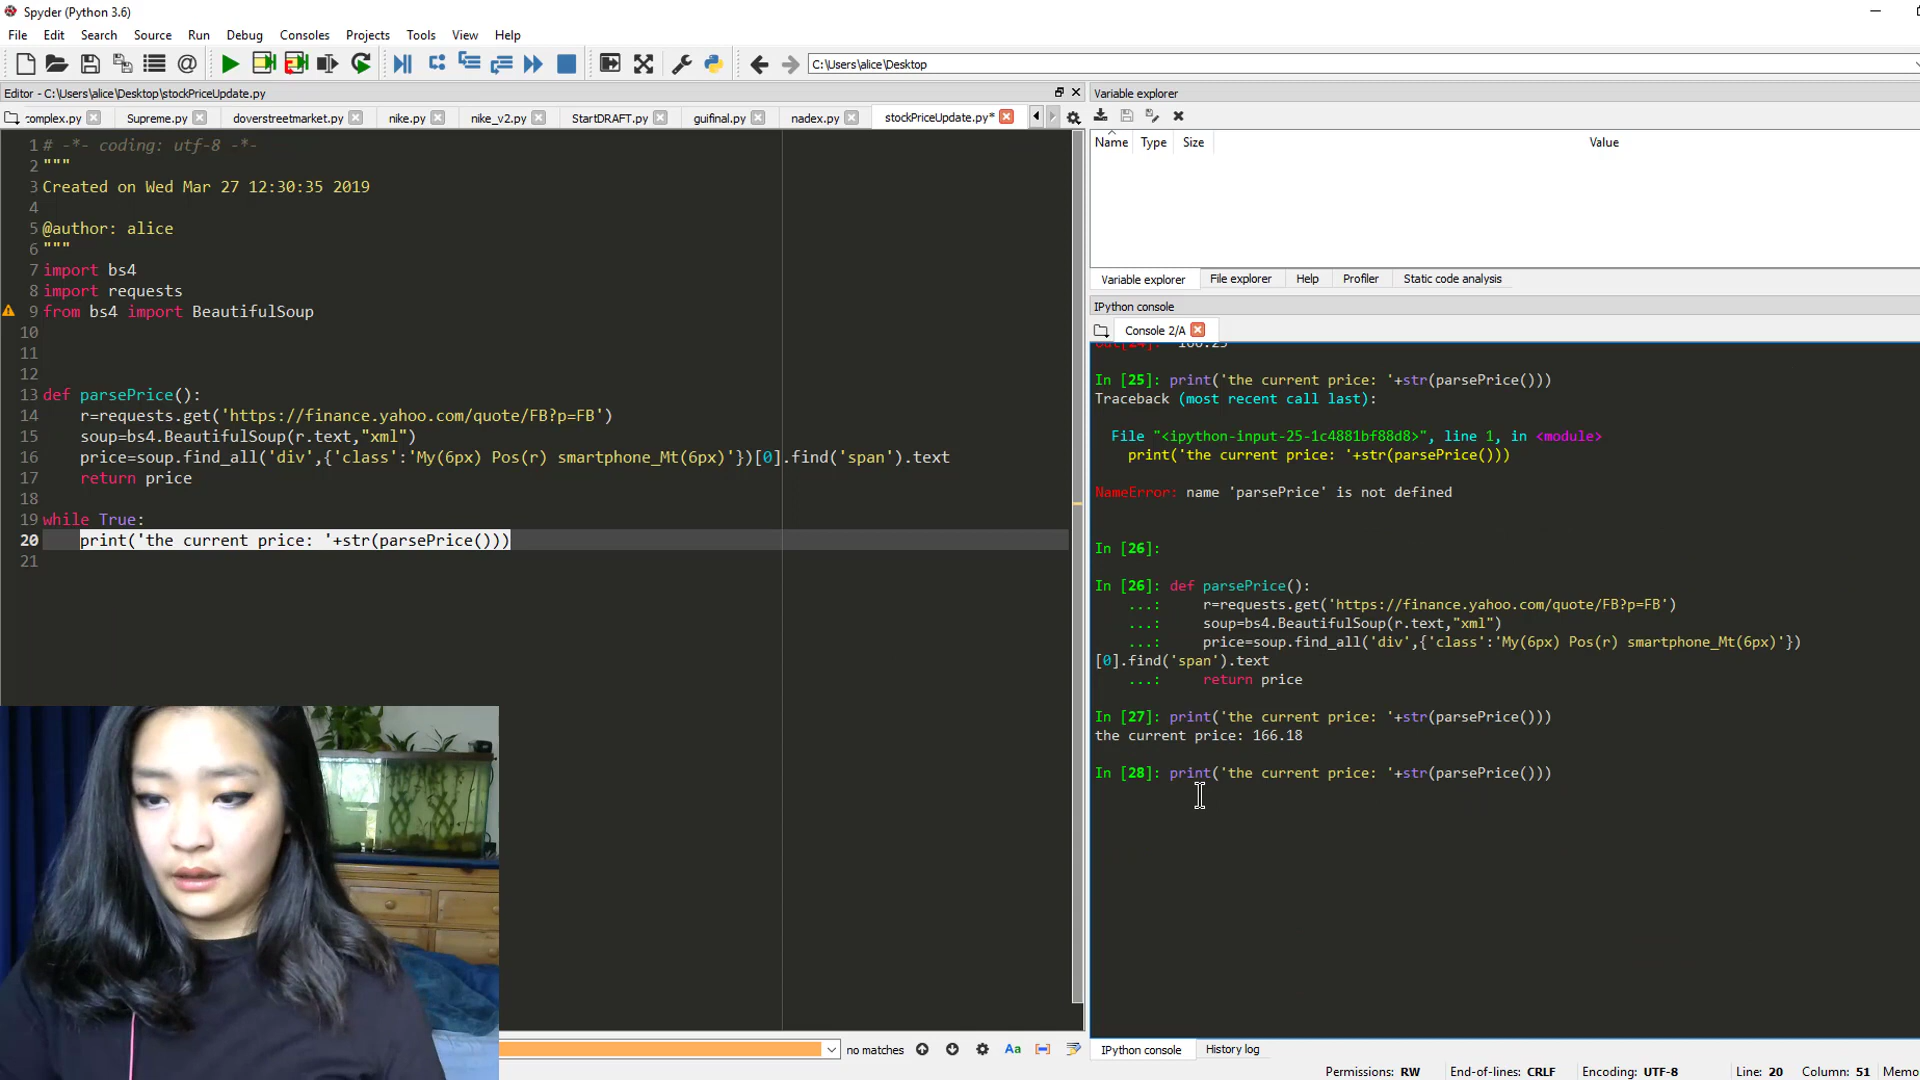 Spyder (Python 3.6)
File Edit Search Source Run Debug Consoles Projects Tools View Help
C:\Users\alice\Desktop
Editor - C:\Users\alice\Desktop\stockPriceUpdate.py
complex.py Supreme.py doverstreetmarket.py nike.py nike_v2.py StartDRAFT.py guifinal.py nadex.py stockPriceUpdate.py*
1 # -*- coding: utf-8 -*-
2 """
3 Created on Wed Mar 27 12:30:35 2019
4
5 @author: alice
6 """
7 import bs4
8 import requests
9 from bs4 import BeautifulSoup
10
11
12
13 def parsePrice():
14     r=requests.get('https://finance.yahoo.com/quote/FB?p=FB')
15     soup=bs4.BeautifulSoup(r.text,"xml")
16     price=soup.find_all('div',{'class':'My(6px) Pos(r) smartphone_Mt(6px)'})[0].find('span').text
17     return price
18
19 while True:
20     print('the current price: '+str(parsePrice()))
21
no matches
Aa
Variable explorer
Name Type Size Value
Variable explorer File explorer Help Profiler Static code analysis
IPython console
Console 2/A
In [25]: print('the current price: '+str(parsePrice()))
Traceback (most recent call last):
File "<ipython-input-25-1c4881bf88d8>", line 1, in <module>
print('the current price: '+str(parsePrice()))
NameError: name 'parsePrice' is not defined
In [26]:
In [26]: def parsePrice():
...:     r=requests.get('https://finance.yahoo.com/quote/FB?p=FB')
...:     soup=bs4.BeautifulSoup(r.text,"xml")
...:     price=soup.find_all('div',{'class':'My(6px) Pos(r) smartphone_Mt(6px)'})
[0].find('span').text
...:     return price
In [27]: print('the current price: '+str(parsePrice()))
the current price: 166.18
In [28]: print('the current price: '+str(parsePrice()))
IPython console History log
Permissions: RW End-of-lines: CRLF Encoding: UTF-8 Line: 20 Column: 51 Memo